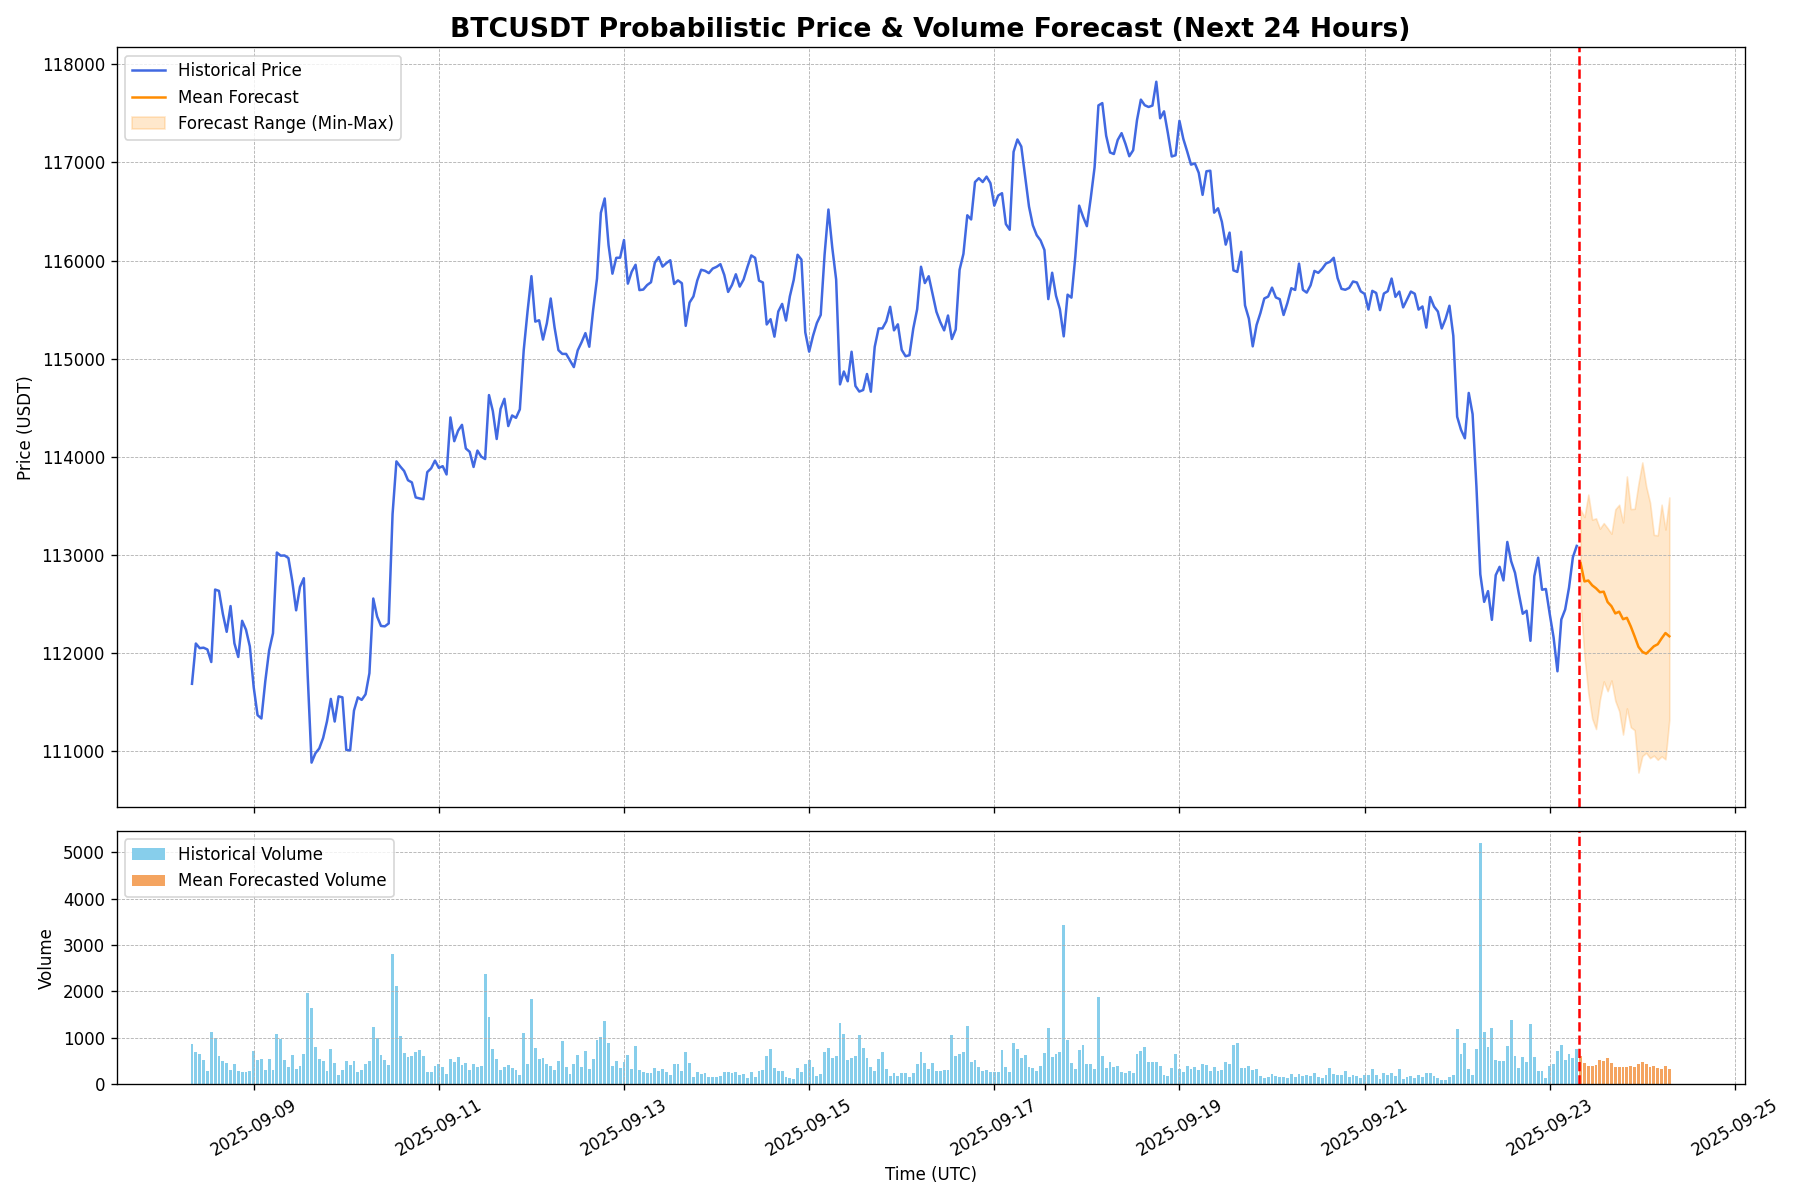 BTCUSDT Probabilistic Price & Volume Forecast (Next 24 Hours)
Historical Price
Mean Forecast
Forecast Range (Min-Max)
Price (USDT)
118000
117000
116000
115000
114000
113000
112000
111000
Historical Volume
Mean Forecasted Volume
Volume
5000
4000
3000
2000
1000
0
2025-09-09
2025-09-11
2025-09-13
2025-09-15
2025-09-17
2025-09-19
2025-09-21
2025-09-23
2025-09-25
Time (UTC)